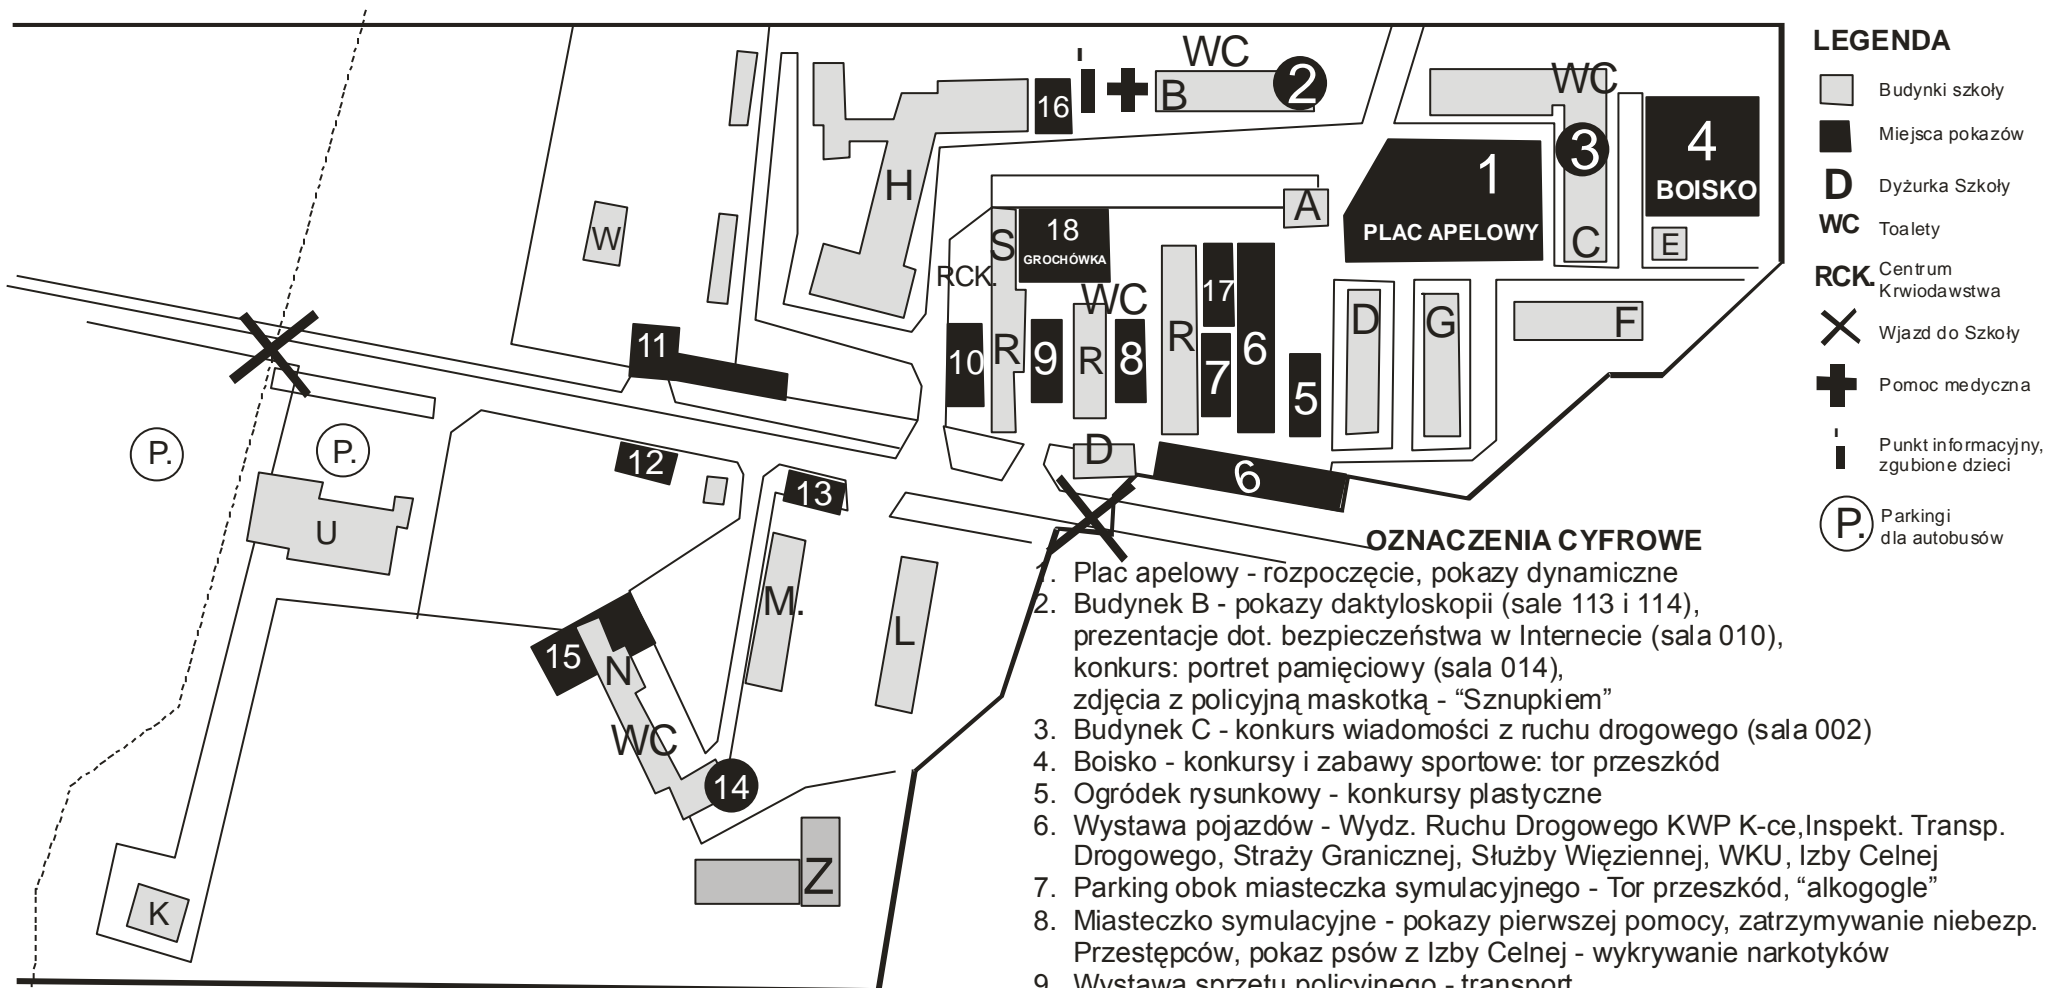 WC
B
2
16
WC
3
4
BOISKO
1
PLAC APELOWY
C
E
H
W
A
S
18
GROCHÓWKA
RCK.
WC
17
R
R
R
10
9
8
7
6
5
D
G
F
11
12
13
D
6
P.
P.
U
M.
L
15
N
WC
14
Z
K
LEGENDA
Budynki szkoły
Miejsca pokazów
D Dyżurka Szkoły
WC Toalety
RCK. Centrum
Krwiodawstwa
Wjazd do Szkoły
Pomoc medyczna
Punkt informacyjny,
zgubione dzieci
P. Parkingi
dla autobusów
OZNACZENIA CYFROWE
1. Plac apelowy - rozpoczęcie, pokazy dynamiczne
2. Budynek B - pokazy daktyloskopii (sale 113 i 114),
prezentacje dot. bezpieczeństwa w Internecie (sala 010),
konkurs: portret pamięciowy (sala 014),
zdjęcia z policyjną maskotką - “Sznupkiem”
3. Budynek C - konkurs wiadomości z ruchu drogowego (sala 002)
4. Boisko - konkursy i zabawy sportowe: tor przeszkód
5. Ogródek rysunkowy - konkursy plastyczne
6. Wystawa pojazdów - Wydz. Ruchu Drogowego KWP K-ce,Inspekt. Transp.
Drogowego, Straży Granicznej, Służby Więziennej, WKU, Izby Celnej
7. Parking obok miasteczka symulacyjnego - Tor przeszkód, “alkogogle”
8. Miasteczko symulacyjne - pokazy pierwszej pomocy, zatrzymywanie niebezp.
Przestępców, pokaz psów z Izby Celnej - wykrywanie narkotyków
9. Wystawa sprzętu policyjnego - transport